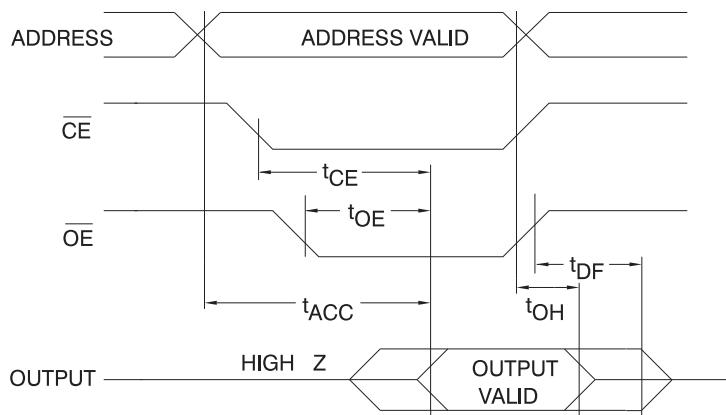 ADDRESS ADDRESS VALID
CE
tCE
OE
tOE
tDF
tACC
tOH
OUTPUT HIGH Z OUTPUT
VALID